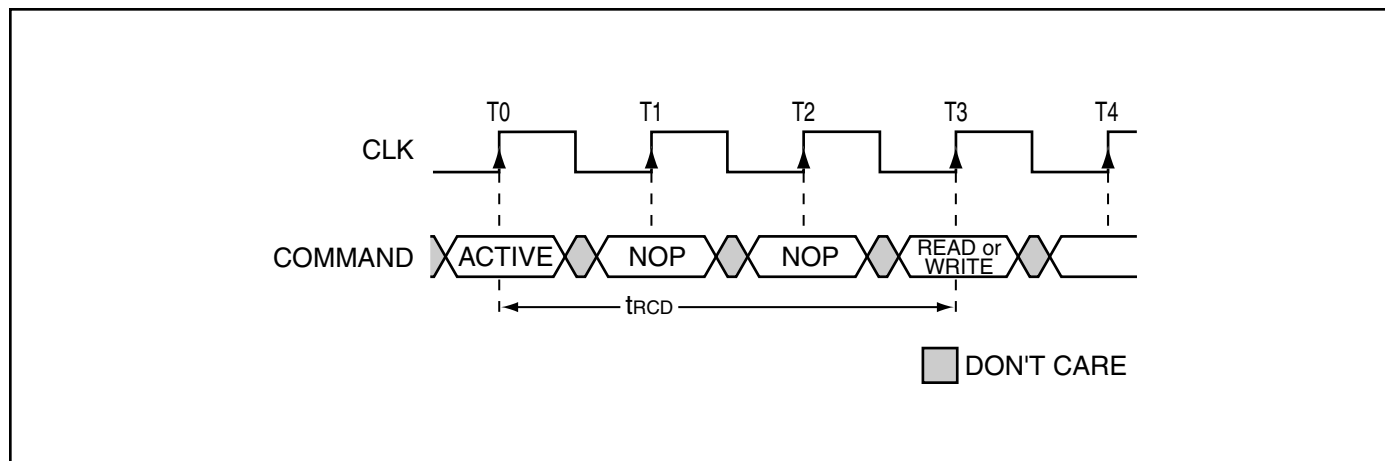 T0 T1 T2 T3 T4
CLK
COMMAND ACTIVE NOP NOP READ or
WRITE
tRCD
DON'T CARE